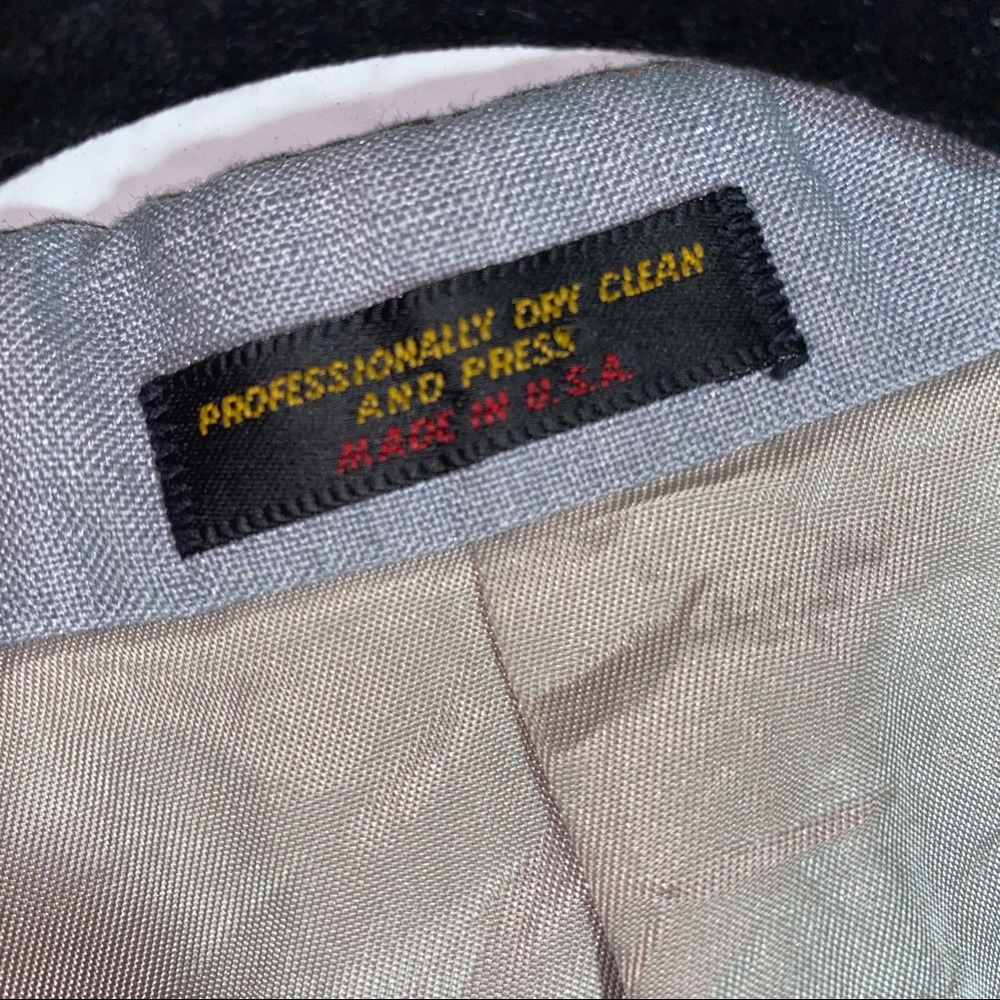 PROFESSIONALLY DRY CLEAN
AND PRESS
MADE IN U.S.A.